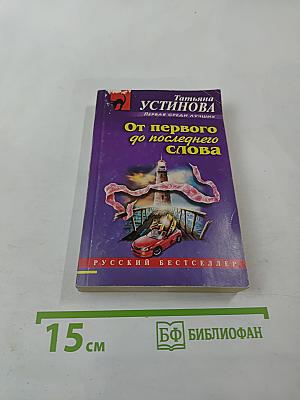 Татьяна
УСТИНОВА
Первая среди лучших
От первого
до последнего
слова
РУССКИЙ БЕСТСЕЛЛЕР
15 см
БФ БИБЛИОФАН